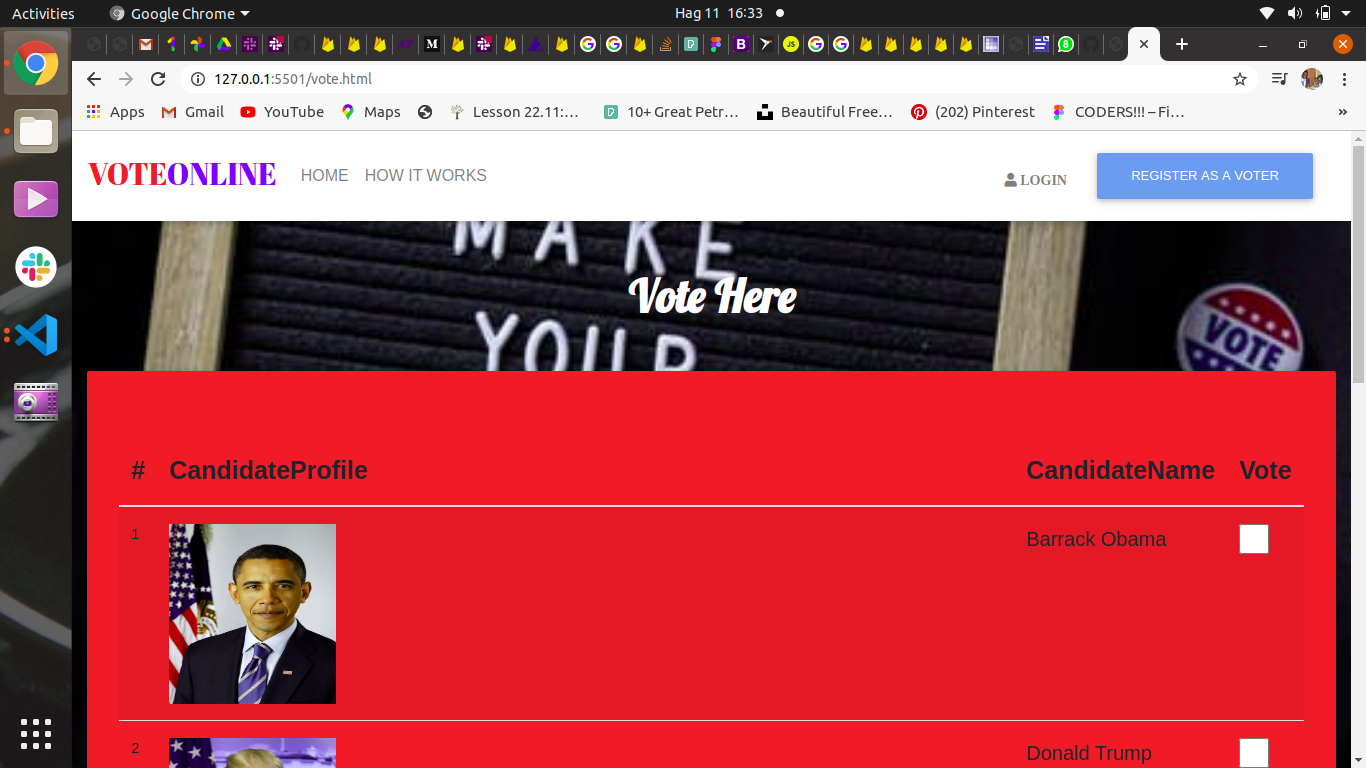 Activities
Google Chrome
Hag 11 16:33
127.0.0.1:5501/vote.html
Apps
Gmail
YouTube
Maps
Lesson 22.11:…
10+ Great Petr…
Beautiful Free…
(202) Pinterest
CODERS!!! – Fi…
»
VOTEONLINE
HOME
HOW IT WORKS
LOGIN
REGISTER AS A VOTER
MAKE
Vote Here
YOUR
VOTE
# CandidateProfile CandidateName Vote
1 Barrack Obama
2 Donald Trump